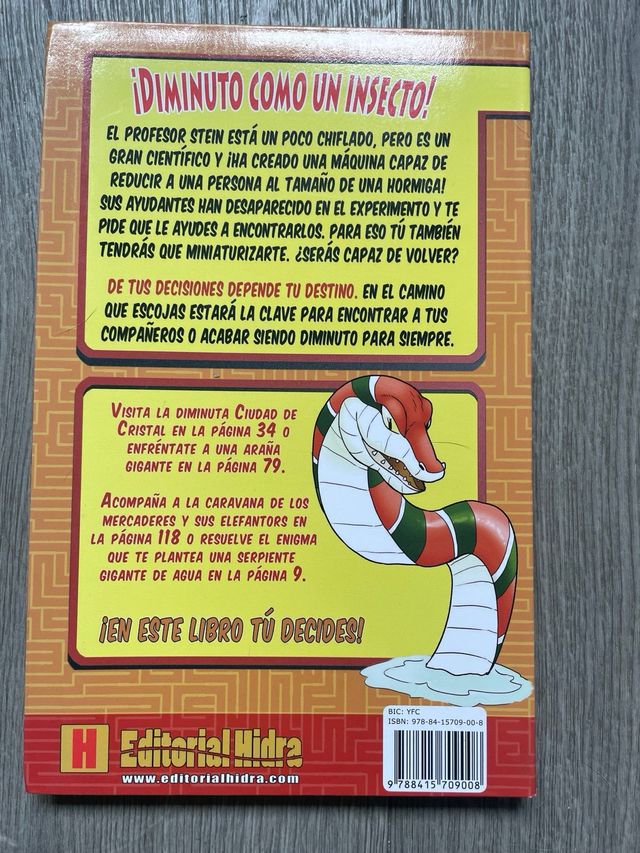 ¡DIMINUTO COMO UN INSECTO!
EL PROFESOR STEIN ESTÁ UN POCO CHIFLADO, PERO ES UN
GRAN CIENTÍFICO Y ¡HA CREADO UNA MÁQUINA CAPAZ DE
REDUCIR A UNA PERSONA AL TAMAÑO DE UNA HORMIGA!
SUS AYUDANTES HAN DESAPARECIDO EN EL EXPERIMENTO Y TE
PIDE QUE LE AYUDES A ENCONTRARLOS. PARA ESO TÚ TAMBIÉN
TENDRÁS QUE MINIATURIZARTE. ¿SERÁS CAPAZ DE VOLVER?
DE TUS DECISIONES DEPENDE TU DESTINO. EN EL CAMINO
QUE ESCOJAS ESTARÁ LA CLAVE PARA ENCONTRAR A TUS
COMPAÑEROS O ACABAR SIENDO DIMINUTO PARA SIEMPRE.
VISITA LA DIMINUTA CIUDAD DE
CRISTAL EN LA PÁGINA 34 O
ENFRÉNTATE A UNA ARAÑA
GIGANTE EN LA PÁGINA 79.
ACOMPAÑA A LA CARAVANA DE LOS
MERCADERES Y SUS ELEFANTORS EN
LA PÁGINA 118 O RESUELVE EL ENIGMA
QUE TE PLANTEA UNA SERPIENTE
GIGANTE DE AGUA EN LA PÁGINA 9.
¡EN ESTE LIBRO TÚ DECIDES!
BIC: YFC
ISBN: 978-84-15709-00-8
H Editorial Hidra
www.editorialhidra.com
9 788415 709008